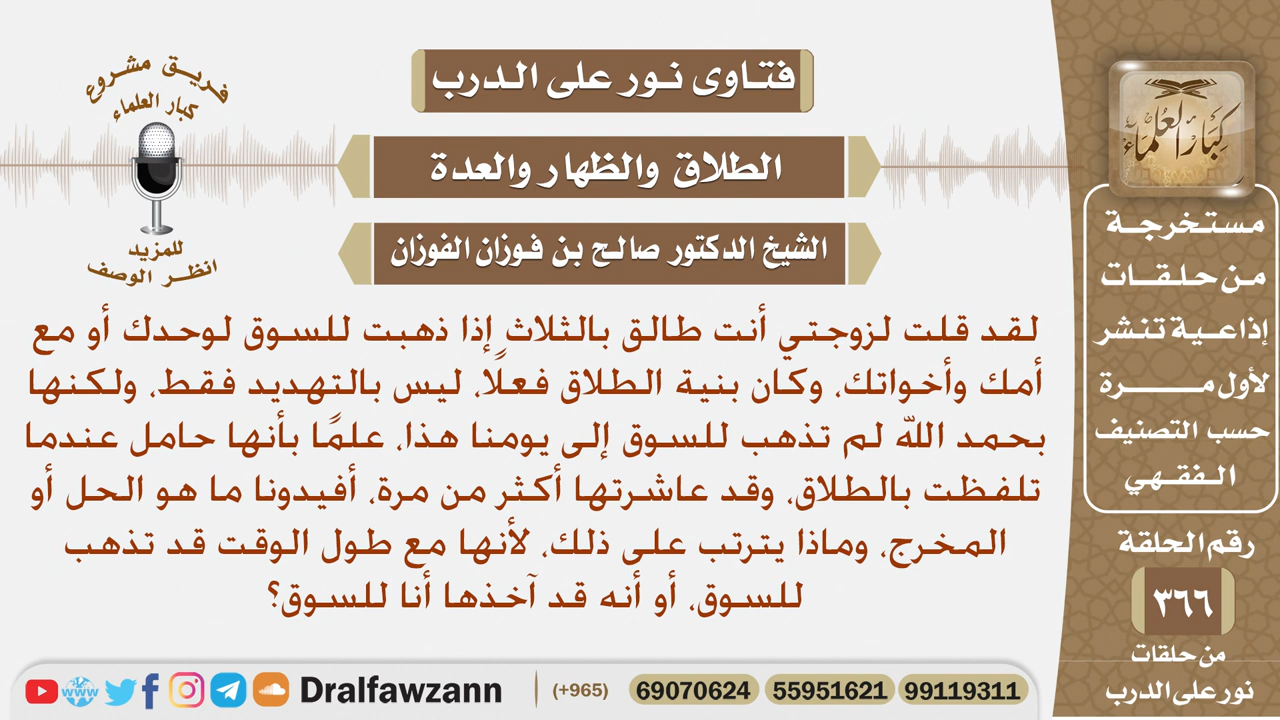 فتاوى نور على الدرب
الطلاق والظهار والعدة
الشيخ الدكتور صالح بن فوزان الفوزان
فريق مشروع
كبار العلماء
للمزيد
انظر الوصف
لقد قلت لزوجتي أنت طالق بالثلاث إذا ذهبت للسوق لوحدك أو مع
أمك وأخواتك، وكان بنية الطلاق فعلًا، ليس بالتهديد فقط، ولكنها
بحمد الله لم تذهب للسوق إلى يومنا هذا، علمًا بأنها حامل عندما
تلفظت بالطلاق، وقد عاشرتها أكثر من مرة، أفيدونا ما هو الحل أو
المخرج، وماذا يترتب على ذلك، لأنها مع طول الوقت قد تذهب
للسوق، أو أنه قد آخذها أنا للسوق؟
كبار العلماء
مستخرجة
من حلقات
إذاعية تنشر
لأول مرة
حسب التصنيف
الفقهي
رقم الحلقة
٣٦٦
من حلقات
نور على الدرب
www
Dralfawzann
(+965) 69070624 55951621 99119311